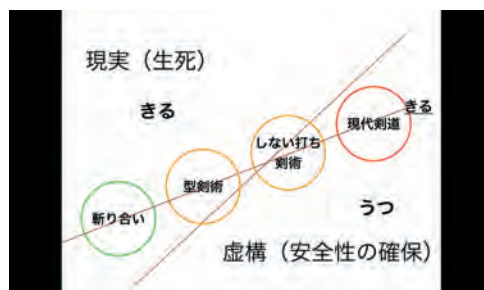 現実（生死）
きる
きる
しない打ち
剣術
現代剣道
型剣術
斬り合い
うつ
虚構（安全性の確保）